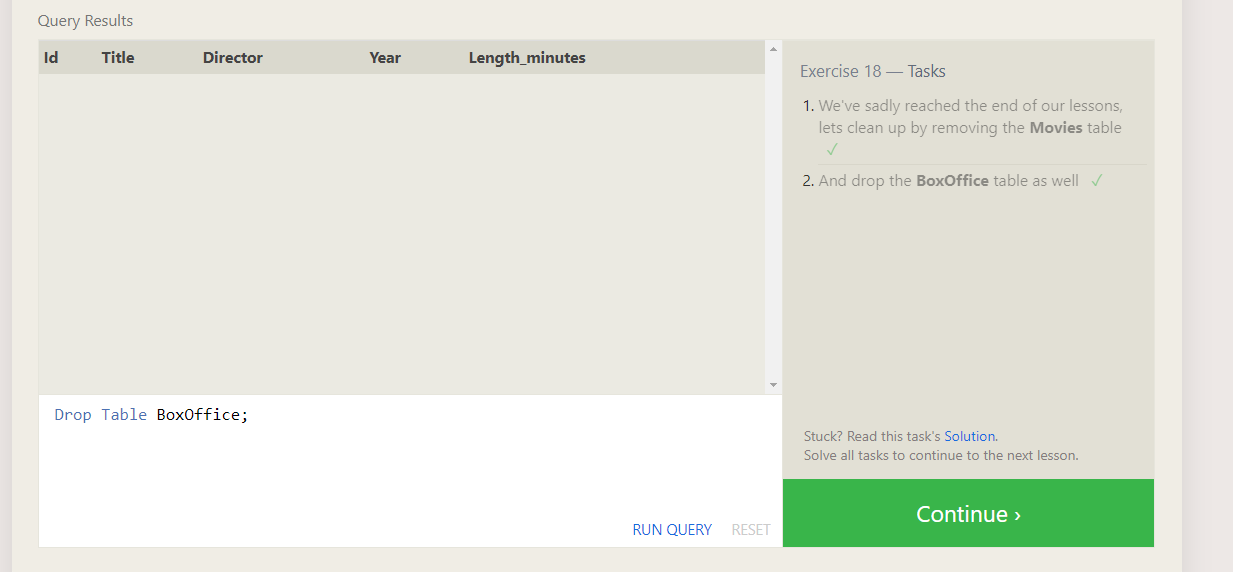 Query Results
Id Title Director Year Length_minutes
Exercise 18 — Tasks
1. We've sadly reached the end of our lessons,
lets clean up by removing the Movies table
✓
2. And drop the BoxOffice table as well ✓
Drop Table BoxOffice;
RUN QUERY RESET
Stuck? Read this task's Solution.
Solve all tasks to continue to the next lesson.
Continue ›